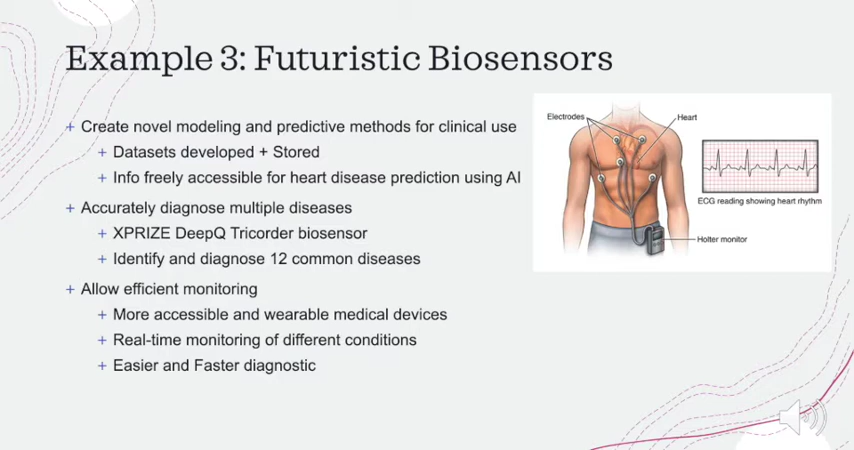 Example 3: Futuristic Biosensors
+ Create novel modeling and predictive methods for clinical use
+ Datasets developed + Stored
+ Info freely accessible for heart disease prediction using AI
+ Accurately diagnose multiple diseases
+ XPRIZE DeepQ Tricorder biosensor
+ Identify and diagnose 12 common diseases
+ Allow efficient monitoring
+ More accessible and wearable medical devices
+ Real-time monitoring of different conditions
+ Easier and Faster diagnostic
Electrodes
Heart
ECG reading showing heart rhythm
Holter monitor